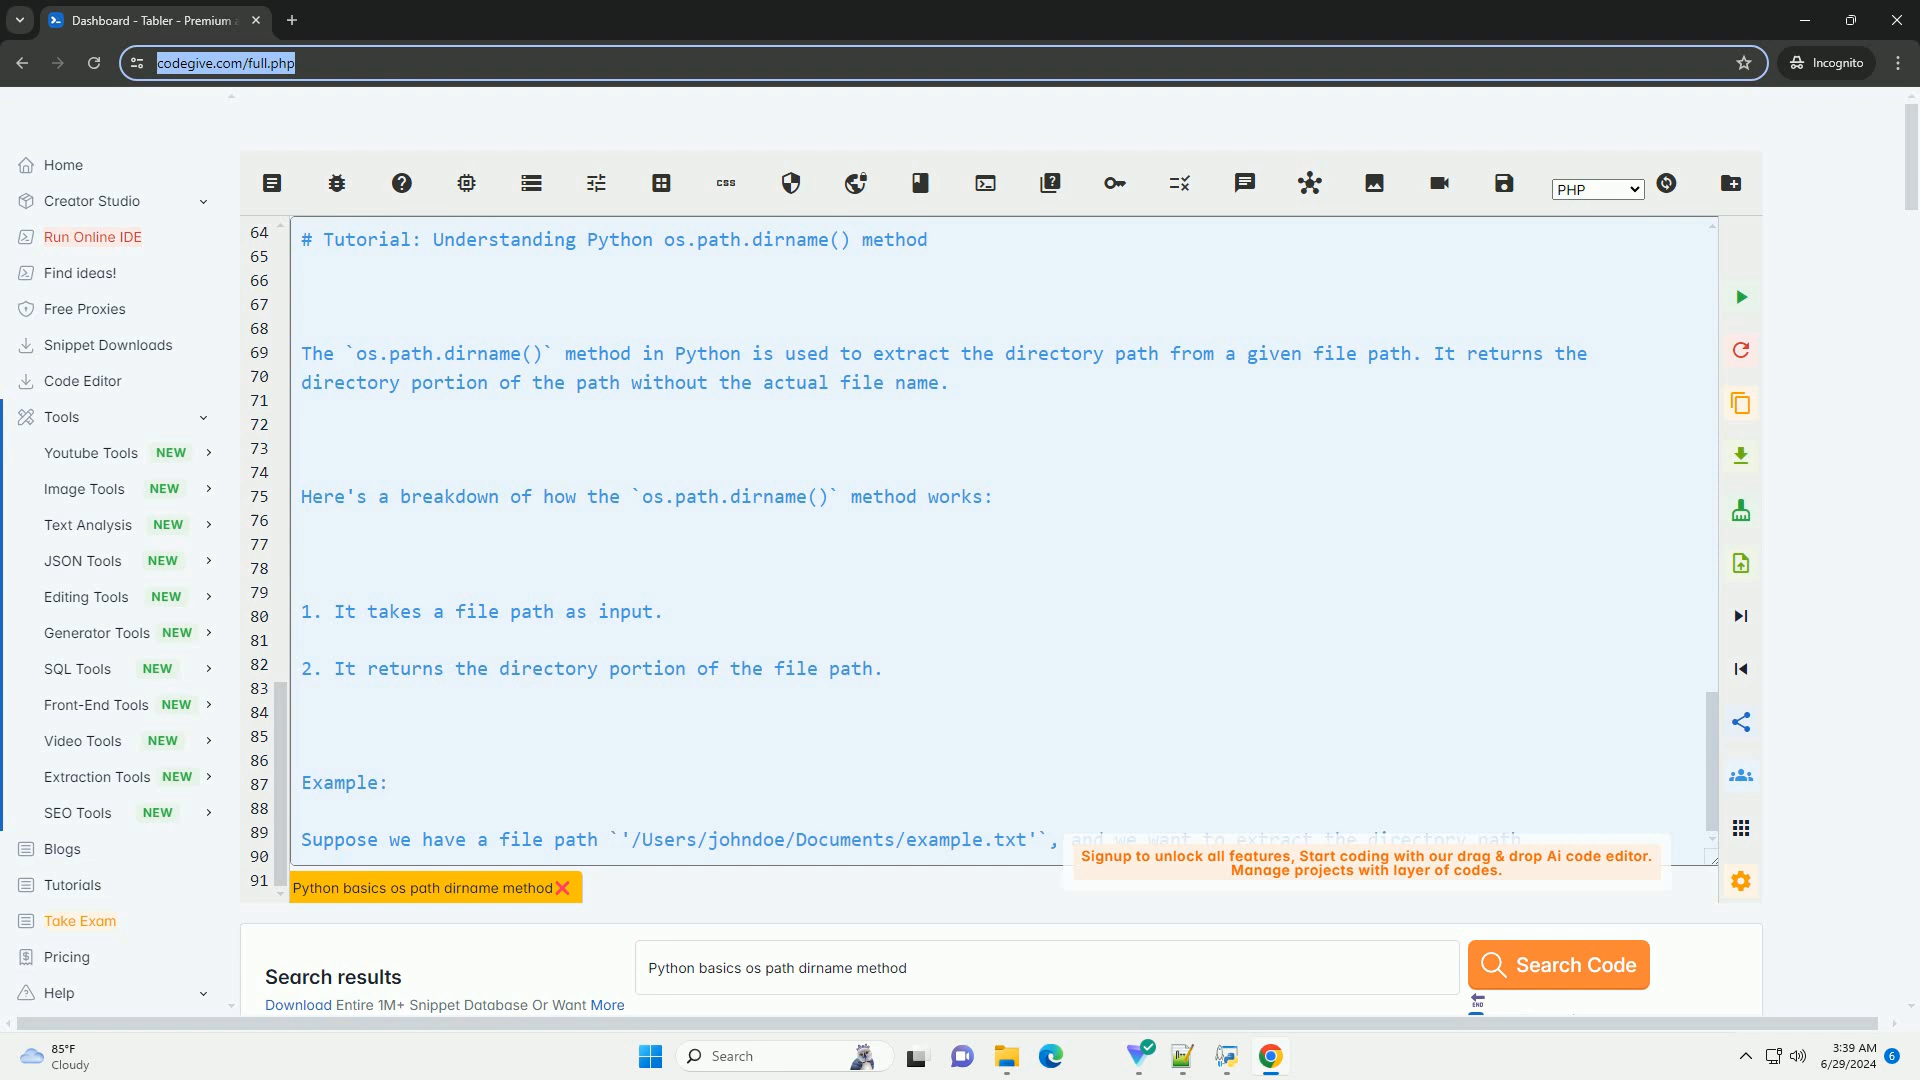 Dashboard - Tabler - Premium
codegive.com/full.php
Incognito
Home
Creator Studio
Run Online IDE
Find ideas!
Free Proxies
Snippet Downloads
Code Editor
Tools
Youtube Tools NEW
Image Tools NEW
Text Analysis NEW
JSON Tools NEW
Editing Tools NEW
Generator Tools NEW
SQL Tools NEW
Front-End Tools NEW
Video Tools NEW
Extraction Tools NEW
SEO Tools NEW
Blogs
Tutorials
Take Exam
Pricing
Help
css
PHP
64
65
66
67
68
69
70
71
72
73
74
75
76
77
78
79
80
81
82
83
84
85
86
87
88
89
90
91
# Tutorial: Understanding Python os.path.dirname() method
The `os.path.dirname()` method in Python is used to extract the directory path from a given file path. It returns the
directory portion of the path without the actual file name.
Here's a breakdown of how the `os.path.dirname()` method works:
1. It takes a file path as input.
2. It returns the directory portion of the file path.
Example:
Suppose we have a file path `'/Users/johndoe/Documents/example.txt'`, and we want to extract the directory path
Signup to unlock all features, Start coding with our drag & drop Ai code editor.
Manage projects with layer of codes.
Python basics os path dirname method
Search results
Download Entire 1M+ Snippet Database Or Want More
Python basics os path dirname method
Search Code
END
85°F
Cloudy
Search
3:39 AM
6/29/2024
6